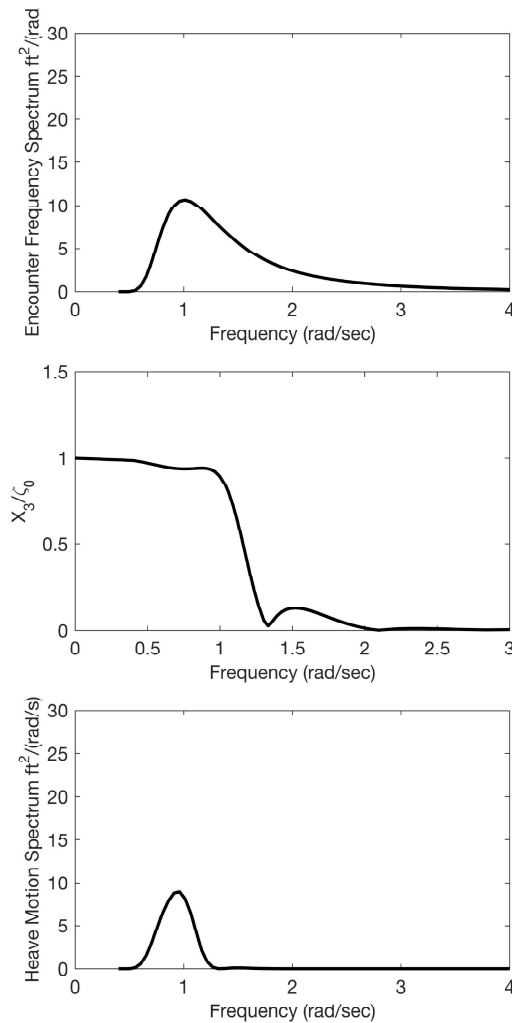 Encounter Frequency Spectrum ft²/(rad
30
25
20
15
10
5
0
0 1 2 3 4
Frequency (rad/sec)
X₃/ζ₀
1.5
1
0.5
0
0 0.5 1 1.5 2 2.5 3
Frequency (rad/sec)
Heave Motion Spectrum ft²/(rad/s)
30
25
20
15
10
5
0
0 1 2 3 4
Frequency (rad/sec)